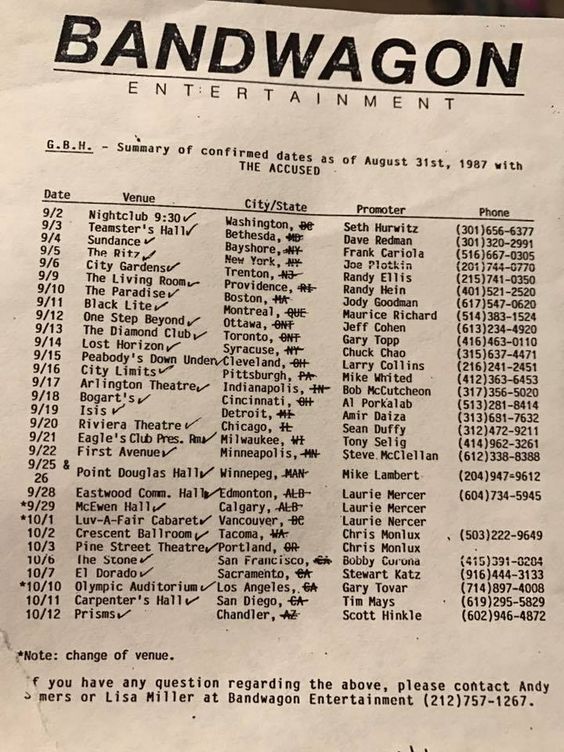 BANDWAGON
ENTERTAINMENT
G.B.H. - Summary of confirmed dates as of August 31st, 1987 with
THE ACCUSED
Date Venue City/State Promoter Phone
9/2 Nightclub 9:30 ✓ Washington, DC Seth Hurwitz (301)656-6377
9/3 Teamster's Hall ✓ Bethesda, MD Dave Redman (301)320-2991
9/4 Sundance ✓ Bayshore, NY Frank Cariola (516)667-0305
9/5 The Ritz ✓ New York, NY Joe Plotkin (201)744-0770
9/6 City Gardens ✓ Trenton, NJ Randy Ellis (215)741-0350
9/9 The Living Room ✓ Providence, RI Randy Hein (401)521-2520
9/10 The Paradise ✓ Boston, MA Jody Goodman (617)547-0620
9/11 Black Lite ✓ Montreal, QUE Maurice Richard (514)383-1524
9/12 One Step Beyond ✓ Ottawa, ONT Jeff Cohen (613)234-4920
9/13 The Diamond Club ✓ Toronto, ONT Gary Topp (416)463-0110
9/14 Lost Horizon ✓ Syracuse, NY Chuck Chao (315)637-4471
9/15 Peabody's Down Under ✓ Cleveland, OH Larry Collins (216)241-2451
9/16 City Limits ✓ Pittsburgh, PA Mike Whited (412)363-6453
9/17 Arlington Theatre ✓ Indianapolis, IN Bob McCutcheon (317)356-5020
9/18 Bogart's ✓ Cincinnati, OH Al Porkalab (513)281-8414
9/19 Isis ✓ Detroit, MI Amir Daiza (313)681-7632
9/20 Riviera Theatre ✓ Chicago, IL Sean Duffy (312)472-9211
9/21 Eagle's Club Pres. Rm ✓ Milwaukee, WI Tony Selig (414)962-3261
9/22 First Avenue ✓ Minneapolis, MN Steve McClellan (612)338-8388
9/25 &
26 Point Douglas Hall ✓ Winnepeg, MAN Mike Lambert (204)947-9612
9/28 Eastwood Comm. Hall ✓ Edmonton, ALB Laurie Mercer (604)734-5945
*9/29 McEwen Hall ✓ Calgary, ALB Laurie Mercer
*10/1 Luv-A-Fair Cabaret ✓ Vancouver, BC Laurie Nercer
10/2 Crescent Ballroom ✓ Tacoma, WA Chris Monlux (503)222-9649
10/3 Pine Street Theatre ✓ Portland, OR Chris Monlux
10/6 The Stone ✓ San Francisco, CA Bobby Corona (415)391-0284
10/7 El Dorado ✓ Sacramento, CA Stewart Katz (916)444-3133
*10/10 Olympic Auditorium ✓ Los Angeles, CA Gary Tovar (714)897-4008
10/11 Carpenter's Hall ✓ San Diego, CA Tim Mays (619)295-5829
10/12 Prisms ✓ Chandler, AZ Scott Hinkle (602)946-4872
*Note: change of venue.
f you have any question regarding the above, please contact Andy
mers or Lisa Miller at Bandwagon Entertainment (212)757-1267.